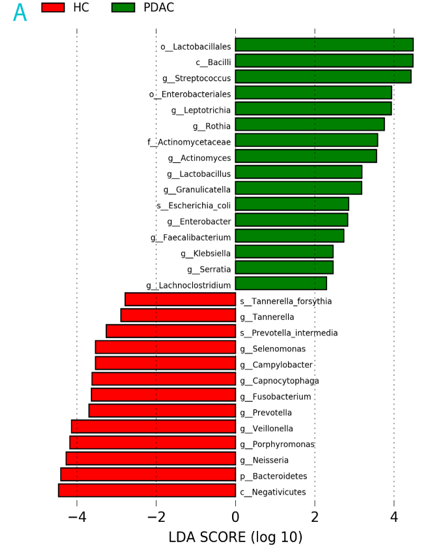 A
HC PDAC
o__Lactobacillales
c__Bacilli
g__Streptococcus
o__Enterobacteriales
g__Leptotrichia
g__Rothia
f__Actinomycetaceae
g__Actinomyces
g__Lactobacillus
g__Granulicatella
s__Escherichia_coli
g__Enterobacter
g__Faecalibacterium
g__Klebsiella
g__Serratia
g__Lachnoclostridium
s__Tannerella_forsythia
g__Tannerella
s__Prevotella_intermedia
g__Selenomonas
g__Campylobacter
g__Capnocytophaga
g__Fusobacterium
g__Prevotella
g__Veillonella
g__Porphyromonas
g__Neisseria
p__Bacteroidetes
c__Negativicutes
−4 −2 0 2 4
LDA SCORE (log 10)